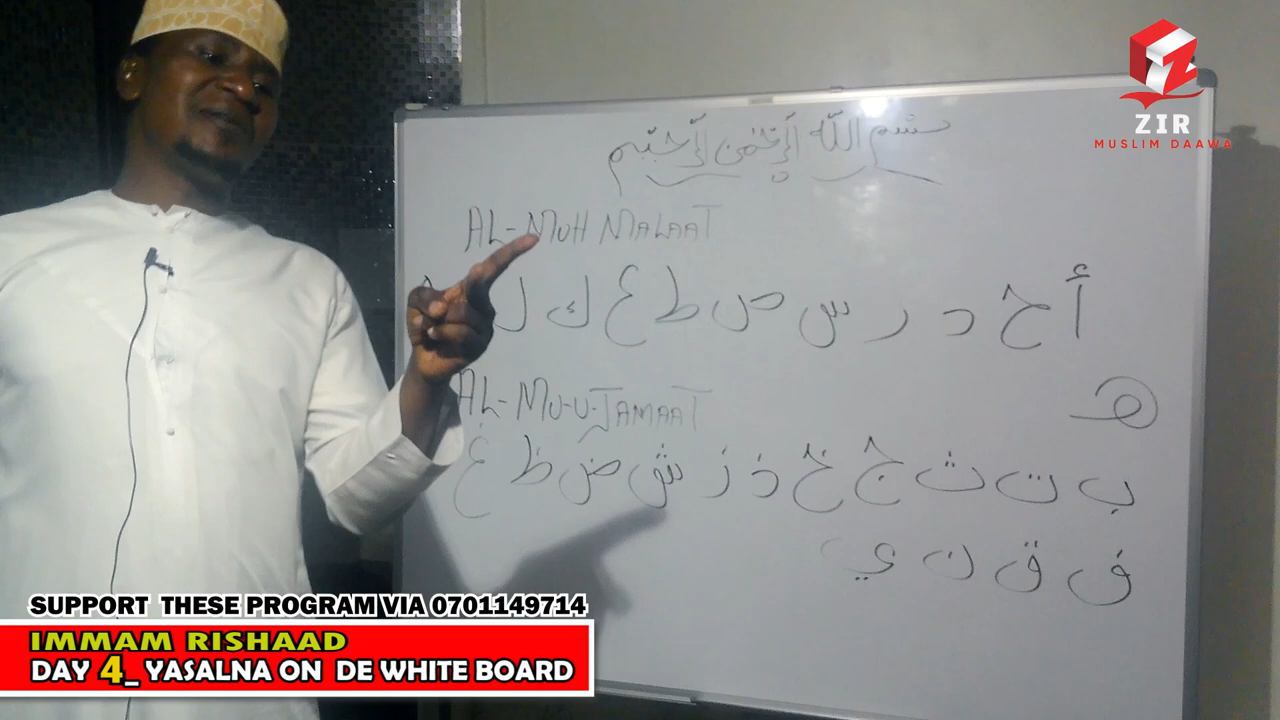 ZIR
MUSLIM DAAWA
بسم الله الرحمن الرحيم
AL-MUHMALAAT
أ ح د ر س ص ط ع ك ل
هـ
AL-MU-U-JAMAAT
ب ت ث ج خ ذ ز ش ض ظ غ
ف ق ن ي
SUPPORT THESE PROGRAM VIA 0701149714
IMMAM RISHAAD
DAY 4_ YASALNA ON DE WHITE BOARD